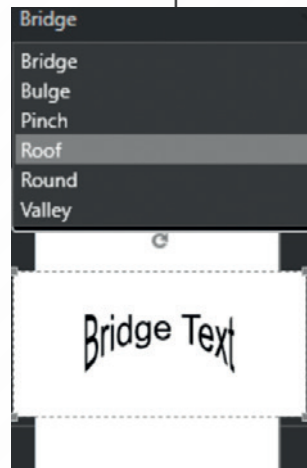 Bridge
Bridge
Bulge
Pinch
Roof
Round
Valley
Bridge Text